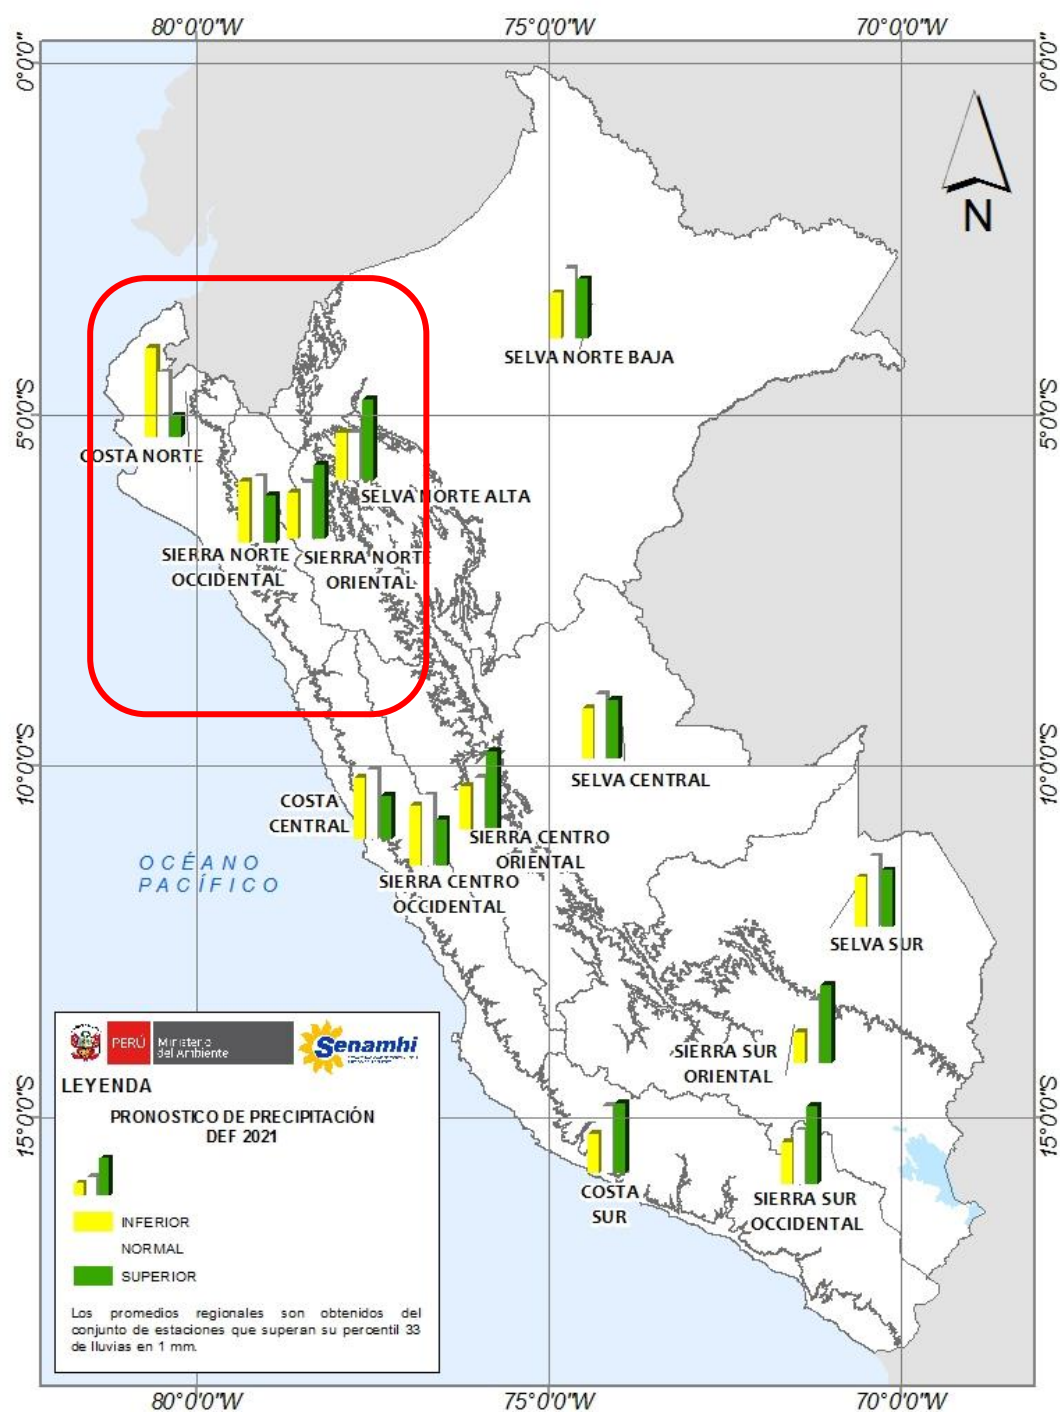 80°0'0"W
75°0'0"W
70°0'0"W
0°0'0"
0°0'0"
N
SELVA NORTE BAJA
5°0'0"S
5°0'0"S
COSTA NORTE
SELVA NORTE ALTA
SIERRA NORTE
OCCIDENTAL
SIERRA NORTE
ORIENTAL
10°0'0"S
10°0'0"S
SELVA CENTRAL
COSTA
CENTRAL
SIERRA CENTRO
ORIENTAL
OCÉANO
PACÍFICO
SIERRA CENTRO
OCCIDENTAL
SELVA SUR
SIERRA SUR
ORIENTAL
15°0'0"S
15°0'0"S
COSTA
SUR
SIERRA SUR
OCCIDENTAL
PERÚ
Ministerio
del Ambiente
Senamhi
LEYENDA
PRONOSTICO DE PRECIPITACIÓN
DEF 2021
INFERIOR
NORMAL
SUPERIOR
Los promedios regionales son obtenidos del
conjunto de estaciones que superan su percentil 33
de lluvias en 1 mm.
80°0'0"W
75°0'0"W
70°0'0"W